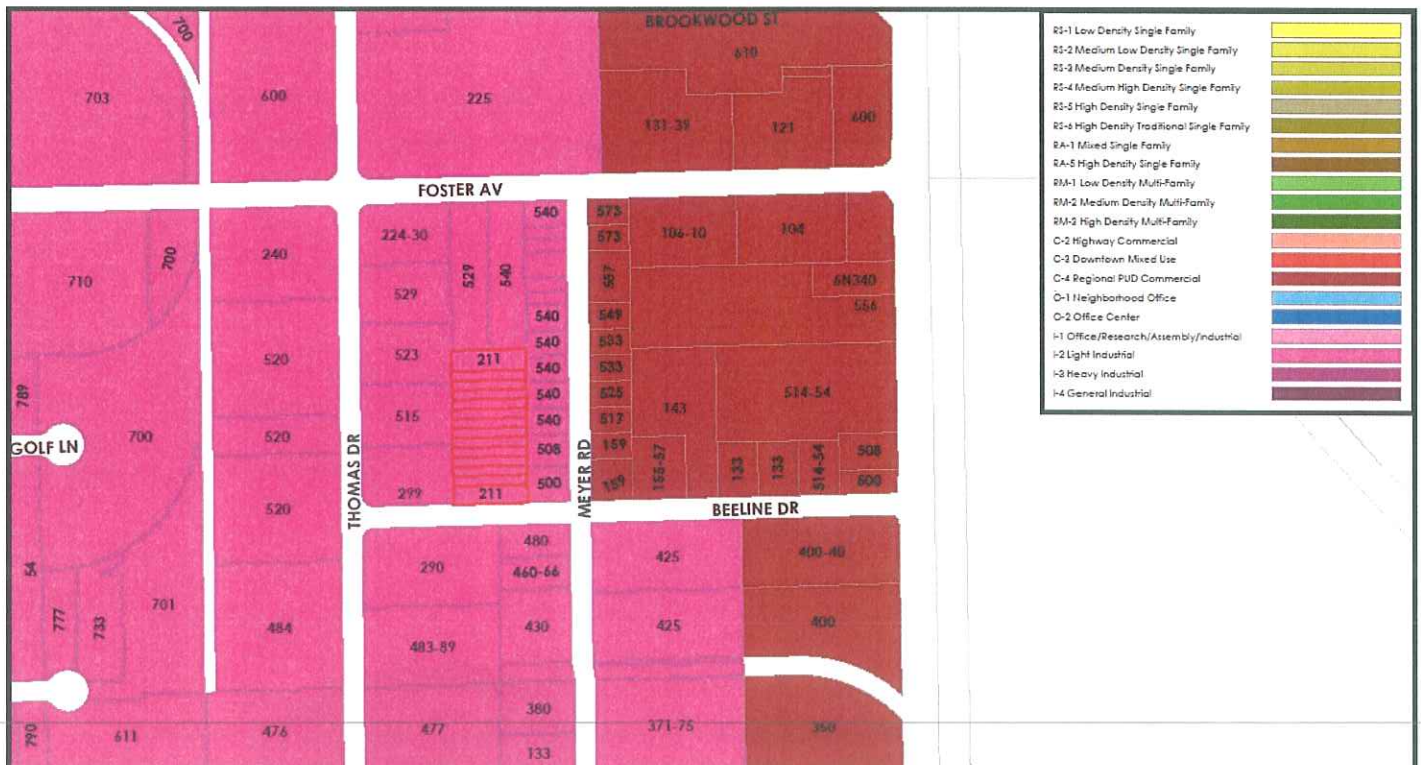 BROOKWOOD ST
700
610
703
600
225
131-39
121
600
FOSTER AV
540
573
224-30
573
106-10
104
240
700
529
540
710
557
6N340
529
556
540
549
540
533
523
211
540
533
520
789
540
525
514-54
515
143
540
517
GOLF LN
700
520
508
159
508
THOMAS DR
MEYER RD
155-57
133
133
514-54
299
211
500
159
500
520
BEELINE DR
480
425
400-40
54
290
460-66
777
733
701
484
430
425
400
483-89
380
790
611
476
477
371-75
360
133
RS-1 Low Density Single Family
RS-2 Medium Low Density Single Family
RS-3 Medium Density Single Family
RS-4 Medium High Density Single Family
RS-5 High Density Single Family
RS-6 High Density Traditional Single Family
RA-1 Mixed Single Family
RA-5 High Density Single Family
RM-1 Low Density Multi-Family
RM-2 Medium Density Multi-Family
RM-3 High Density Multi-Family
C-2 Highway Commercial
C-3 Downtown Mixed Use
C-4 Regional PUD Commercial
O-1 Neighborhood Office
O-2 Office Center
I-1 Office/Research/Assembly/Industrial
I-2 Light Industrial
I-3 Heavy Industrial
I-4 General Industrial